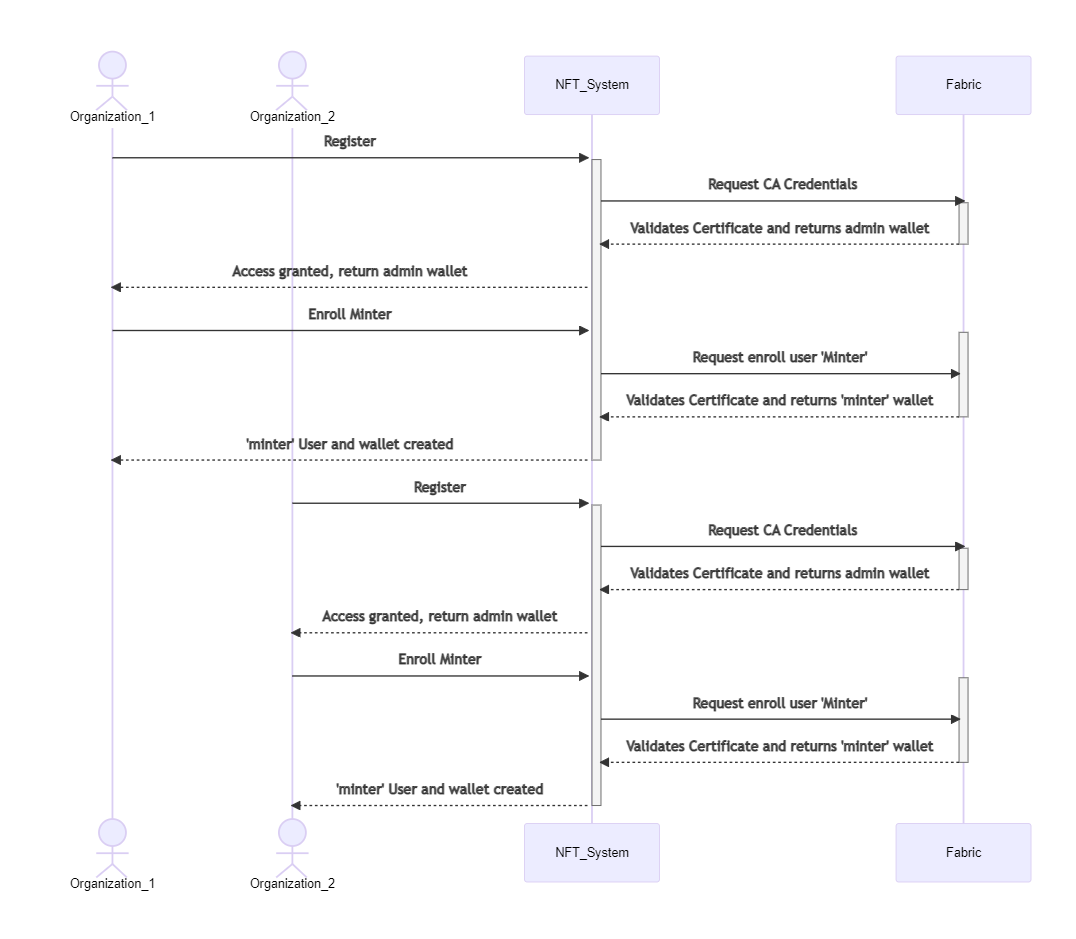 Organization_1
Organization_2
NFT_System
Fabric
Register
Request CA Credentials
Validates Certificate and returns admin wallet
Access granted, return admin wallet
Enroll Minter
Request enroll user 'Minter'
Validates Certificate and returns 'minter' wallet
'minter' User and wallet created
Register
Request CA Credentials
Validates Certificate and returns admin wallet
Access granted, return admin wallet
Enroll Minter
Request enroll user 'Minter'
Validates Certificate and returns 'minter' wallet
'minter' User and wallet created
Organization_1
Organization_2
NFT_System
Fabric